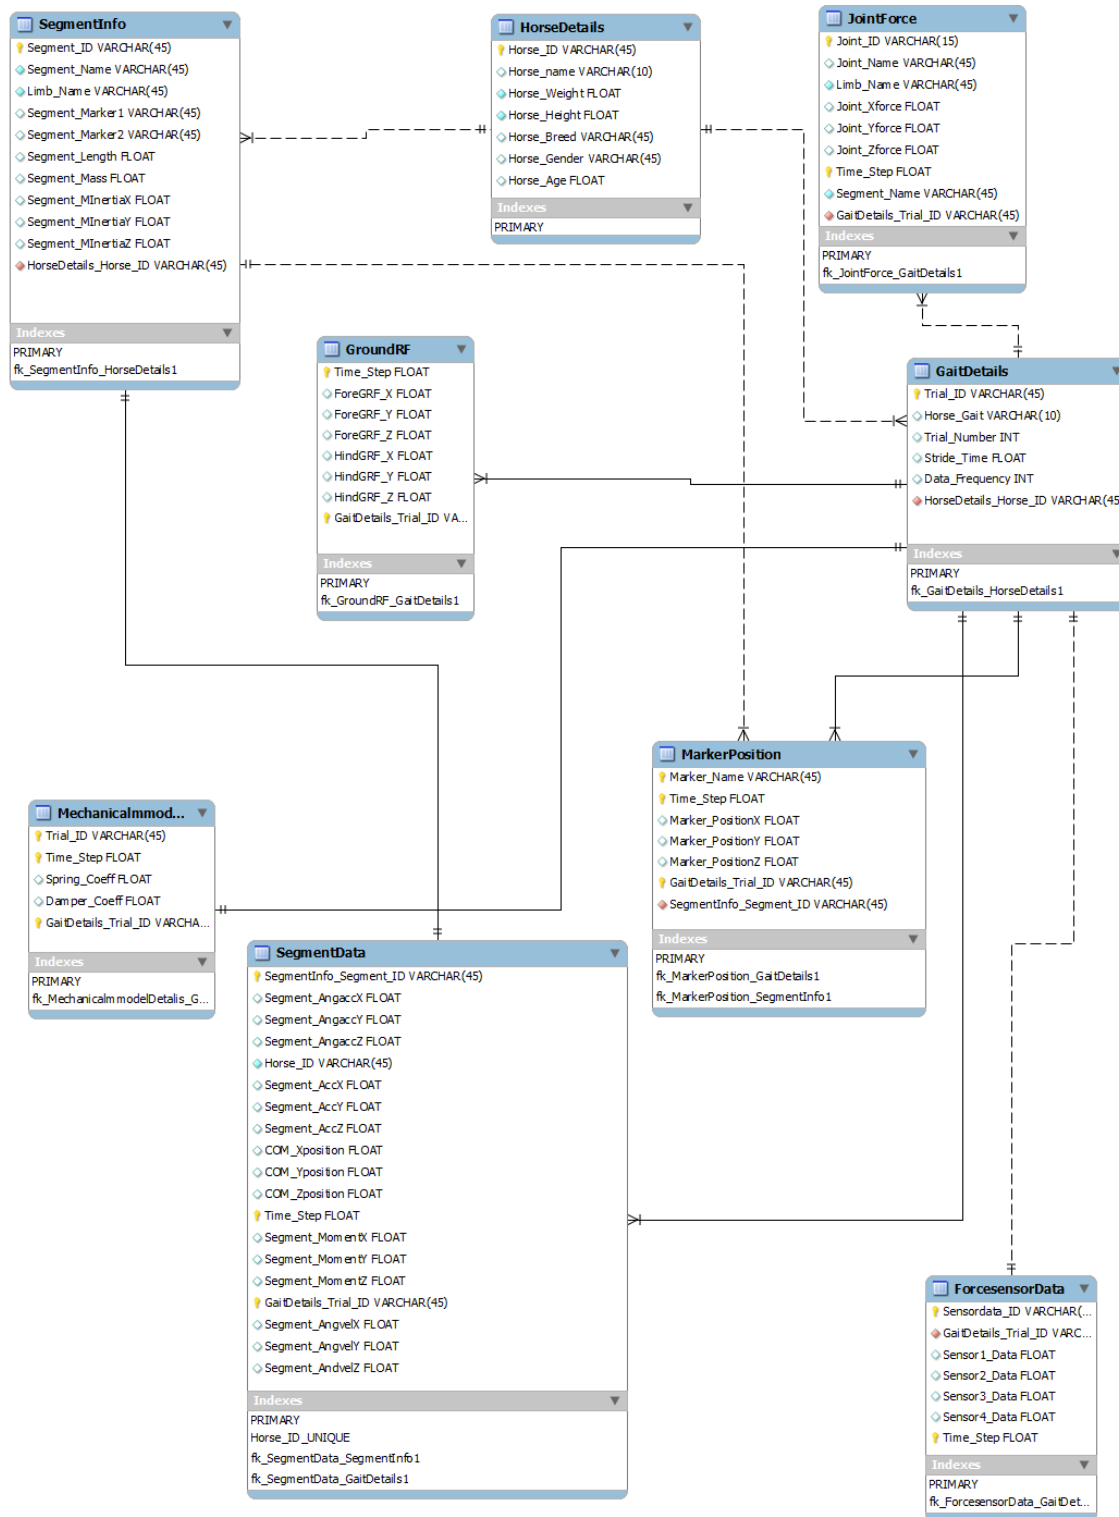 SegmentInfo
Segment_ID VARCHAR(45)
Segment_Name VARCHAR(45)
Limb_Name VARCHAR(45)
Segment_Marker1 VARCHAR(45)
Segment_Marker2 VARCHAR(45)
Segment_Length FLOAT
Segment_Mass FLOAT
Segment_MInertiaX FLOAT
Segment_MInertiaY FLOAT
Segment_MInertiaZ FLOAT
HorseDetails_Horse_ID VARCHAR(45)
Indexes
PRIMARY
fk_SegmentInfo_HorseDetails1
HorseDetails
Horse_ID VARCHAR(45)
Horse_name VARCHAR(10)
Horse_Weight FLOAT
Horse_Height FLOAT
Horse_Breed VARCHAR(45)
Horse_Gender VARCHAR(45)
Horse_Age FLOAT
Indexes
PRIMARY
JointForce
Joint_ID VARCHAR(15)
Joint_Name VARCHAR(45)
Limb_Name VARCHAR(45)
Joint_Xforce FLOAT
Joint_Yforce FLOAT
Joint_Zforce FLOAT
Time_Step FLOAT
Segment_Name VARCHAR(45)
GaitDetails_Trial_ID VARCHAR(45)
Indexes
PRIMARY
fk_JointForce_GaitDetails1
GroundRF
Time_Step FLOAT
ForeGRF_X FLOAT
ForeGRF_Y FLOAT
ForeGRF_Z FLOAT
HindGRF_X FLOAT
HindGRF_Y FLOAT
HindGRF_Z FLOAT
GaitDetails_Trial_ID VA...
Indexes
PRIMARY
fk_GroundRF_GaitDetails1
GaitDetails
Trial_ID VARCHAR(45)
Horse_Gait VARCHAR(10)
Trial_Number INT
Stride_Time FLOAT
Data_Frequency INT
HorseDetails_Horse_ID VARCHAR(45
Indexes
PRIMARY
fk_GaitDetails_HorseDetails1
MarkerPosition
Marker_Name VARCHAR(45)
Time_Step FLOAT
Marker_PositionX FLOAT
Marker_PositionY FLOAT
Marker_PositionZ FLOAT
GaitDetails_Trial_ID VARCHAR(45)
SegmentInfo_Segment_ID VARCHAR(45)
Indexes
PRIMARY
fk_MarkerPosition_GaitDetails1
fk_MarkerPosition_SegmentInfo1
Mechanicalmmod...
Trial_ID VARCHAR(45)
Time_Step FLOAT
Spring_Coeff FLOAT
Damper_Coeff FLOAT
GaitDetails_Trial_ID VARCHA...
Indexes
PRIMARY
fk_MechanicalmmodelDetalis_G...
SegmentData
SegmentInfo_Segment_ID VARCHAR(45)
Segment_AngaccX FLOAT
Segment_AngaccY FLOAT
Segment_AngaccZ FLOAT
Horse_ID VARCHAR(45)
Segment_AccX FLOAT
Segment_AccY FLOAT
Segment_AccZ FLOAT
COM_Xposition FLOAT
COM_Yposition FLOAT
COM_Zposition FLOAT
Time_Step FLOAT
Segment_MomentX FLOAT
Segment_MomentY FLOAT
Segment_MomentZ FLOAT
GaitDetails_Trial_ID VARCHAR(45)
Segment_AngvelX FLOAT
Segment_AngvelY FLOAT
Segment_AndvelZ FLOAT
Indexes
PRIMARY
Horse_ID_UNIQUE
fk_SegmentData_SegmentInfo1
fk_SegmentData_GaitDetails1
ForcesensorData
Sensordata_ID VARCHAR(...
GaitDetails_Trial_ID VARC...
Sensor1_Data FLOAT
Sensor2_Data FLOAT
Sensor3_Data FLOAT
Sensor4_Data FLOAT
Time_Step FLOAT
Indexes
PRIMARY
fk_ForcesensorData_GaitDet...